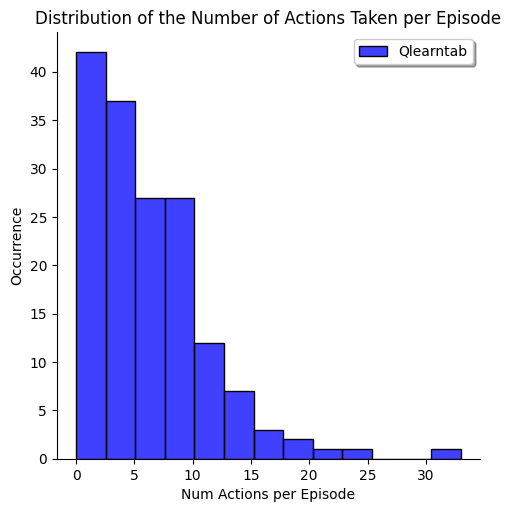 Distribution of the Number of Actions Taken per Episode
Qlearntab
Occurrence
40
35
30
25
20
15
10
5
0
0 5 10 15 20 25 30
Num Actions per Episode